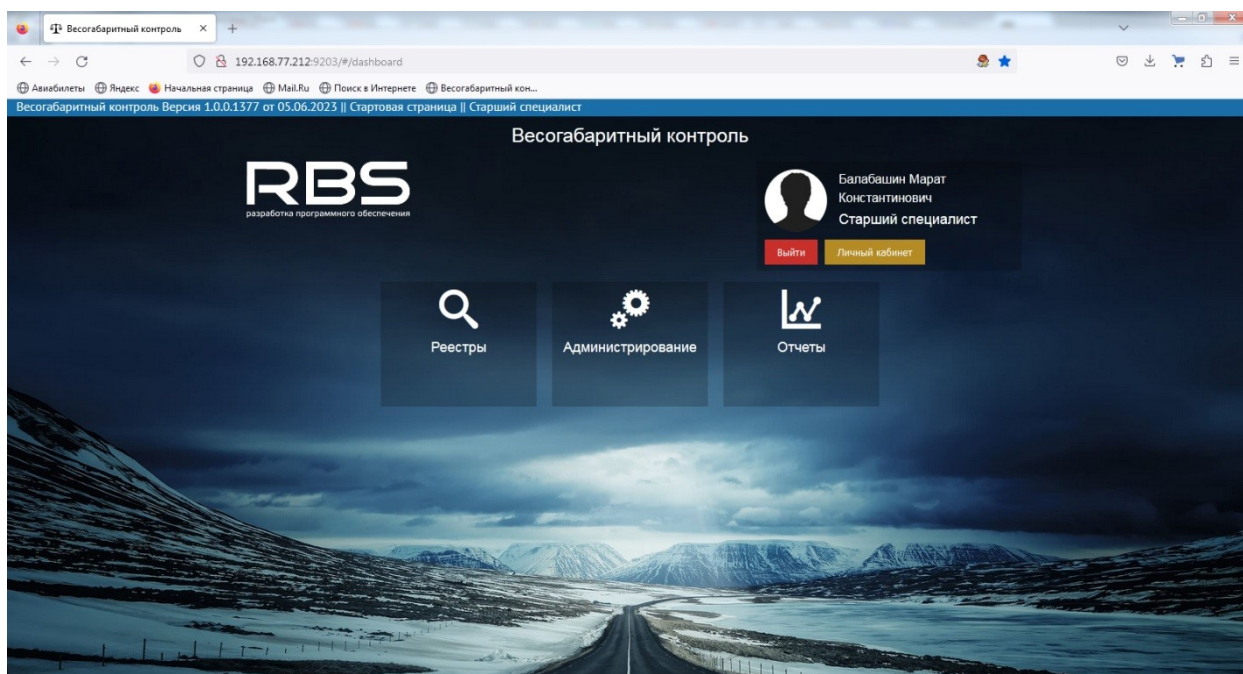 Весогабаритный контроль
192.168.77.212:9203/#/dashboard
Авиабилеты Яндекс Начальная страница Mail.Ru Поиск в Интернете Весогабаритный кон...
Весогабаритный контроль Версия 1.0.0.1377 от 05.06.2023 || Стартовая страница || Старший специалист
Весогабаритный контроль
RBS
разработка программного обеспечения
Балабашин Марат
Константинович
Старший специалист
Выйти Личный кабинет
Реестры Администрирование Отчеты